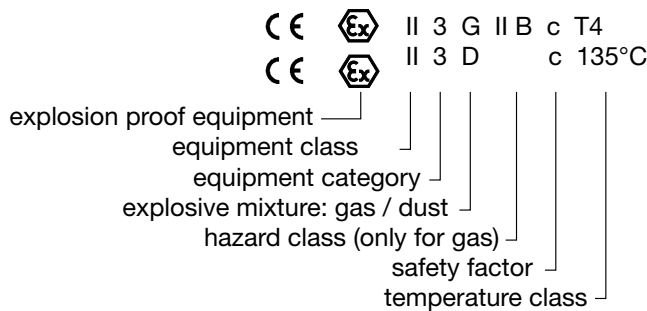 CE Ex II 3 G II B c T4
CE Ex II 3 D c 135°C
explosion proof equipment
equipment class
equipment category
explosive mixture: gas / dust
hazard class (only for gas)
safety factor
temperature class